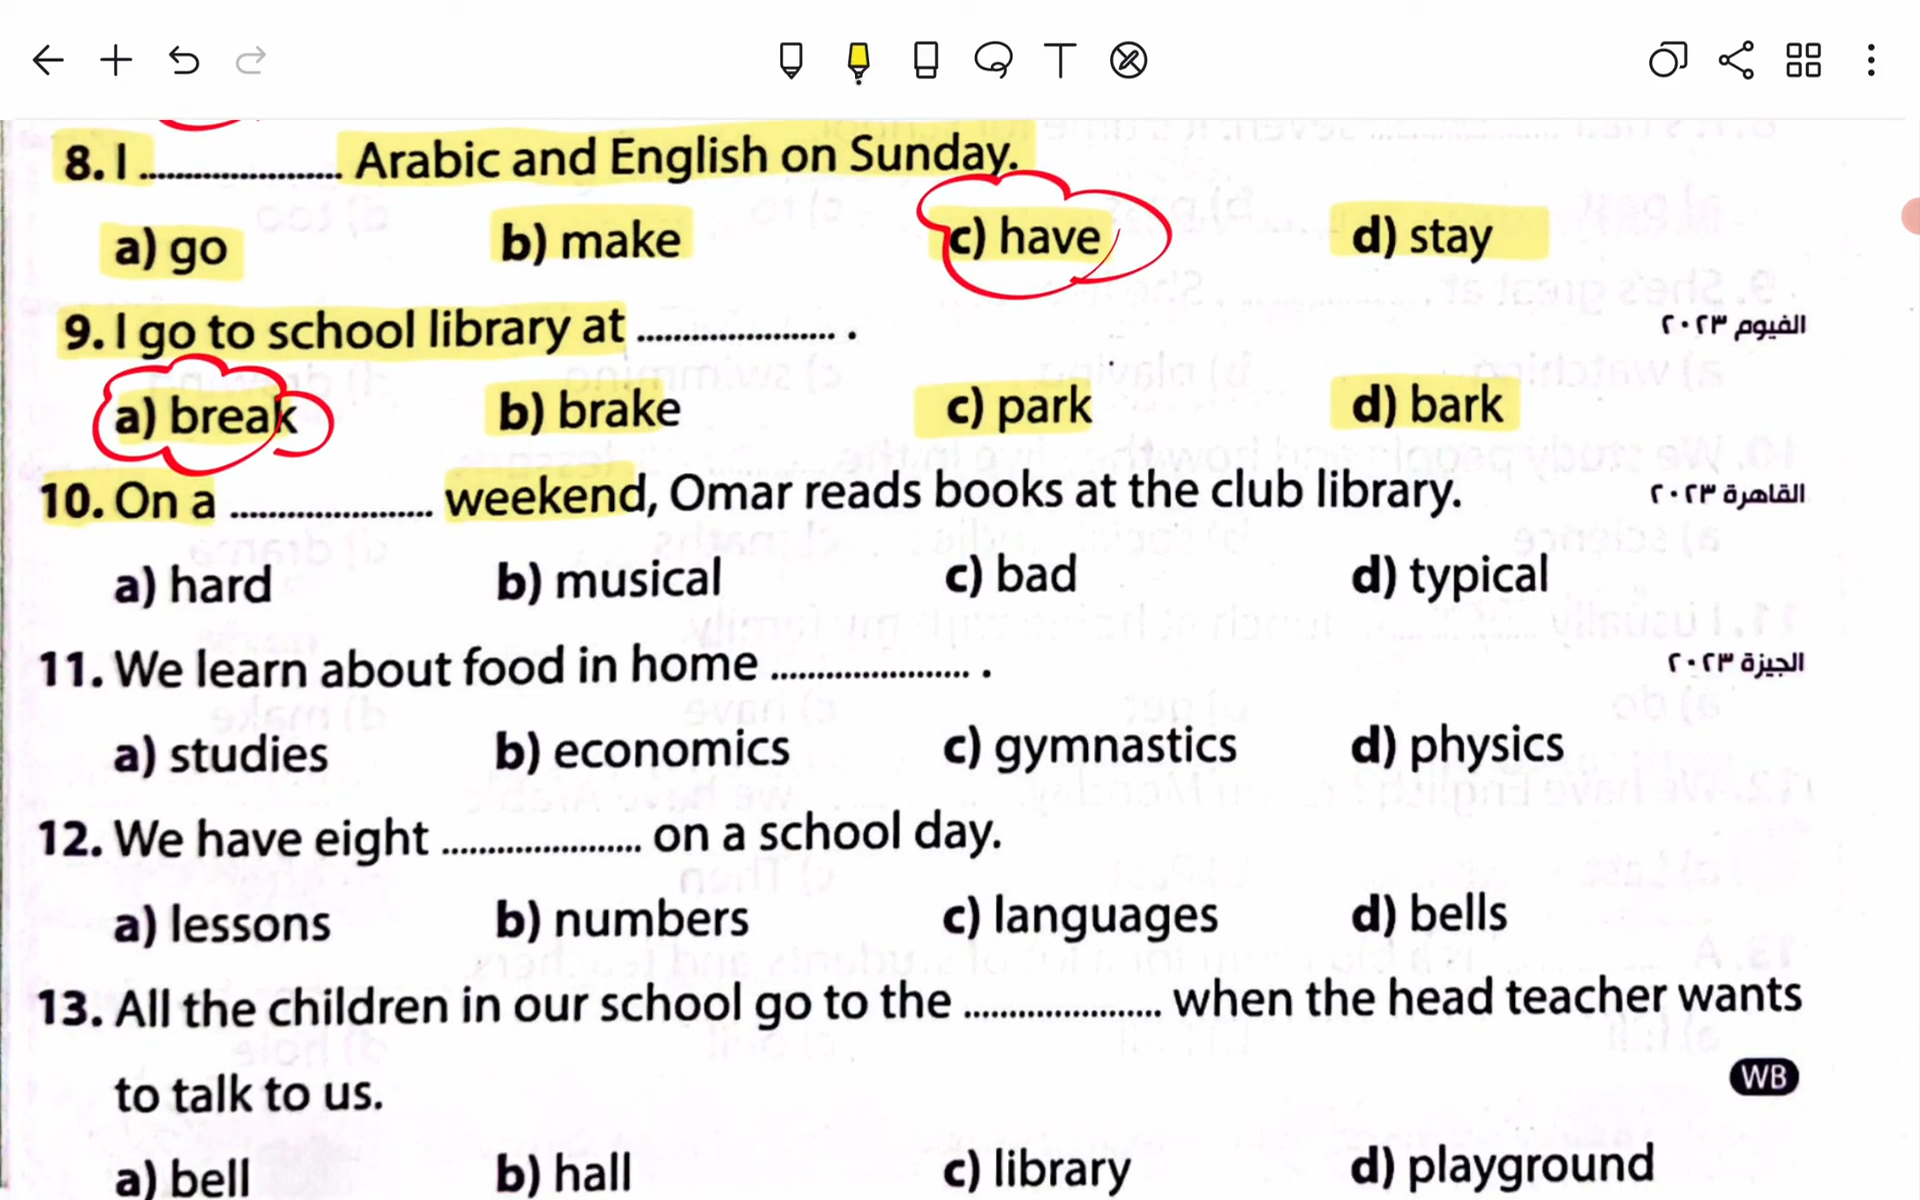 8. I ..................... Arabic and English on Sunday.
a) go b) make c) have d) stay
9. I go to school library at ..................... . الفيوم ٢٠٢٣
a) break b) brake c) park d) bark
10. On a ..................... weekend, Omar reads books at the club library. القاهرة ٢٠٢٣
a) hard b) musical c) bad d) typical
11. We learn about food in home ..................... . الجيزة ٢٠٢٣
a) studies b) economics c) gymnastics d) physics
12. We have eight ..................... on a school day.
a) lessons b) numbers c) languages d) bells
13. All the children in our school go to the ..................... when the head teacher wants
to talk to us. WB
a) bell b) hall c) library d) playground